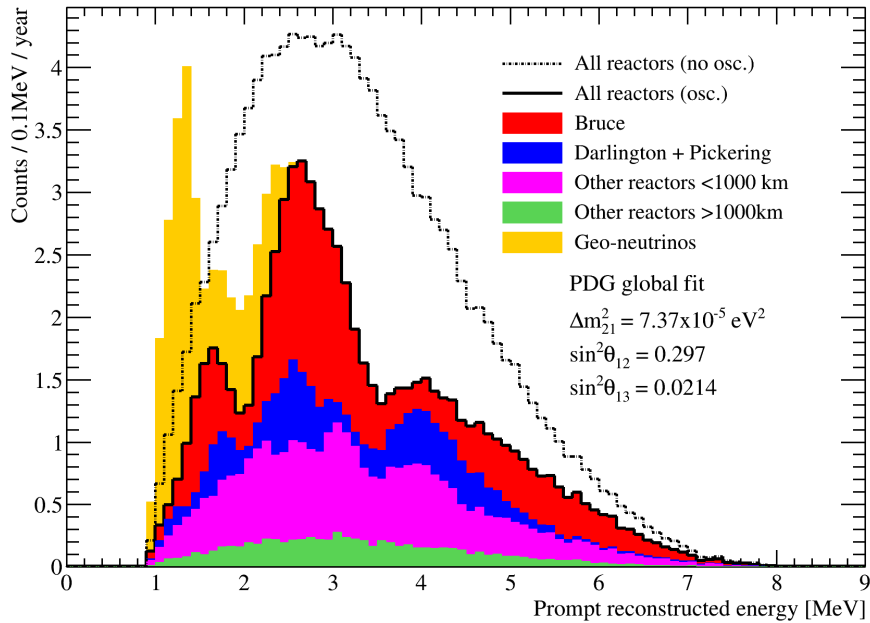 Counts / 0.1MeV / year
4
3.5
3
2.5
2
1.5
1
0.5
0
0 1 2 3 4 5 6 7 8 9
Prompt reconstructed energy [MeV]
All reactors (no osc.)
All reactors (osc.)
Bruce
Darlington + Pickering
Other reactors <1000 km
Other reactors >1000km
Geo-neutrinos
PDG global fit
Δm²₂₁ = 7.37x10⁻⁵ eV²
sin²θ₁₂ = 0.297
sin²θ₁₃ = 0.0214